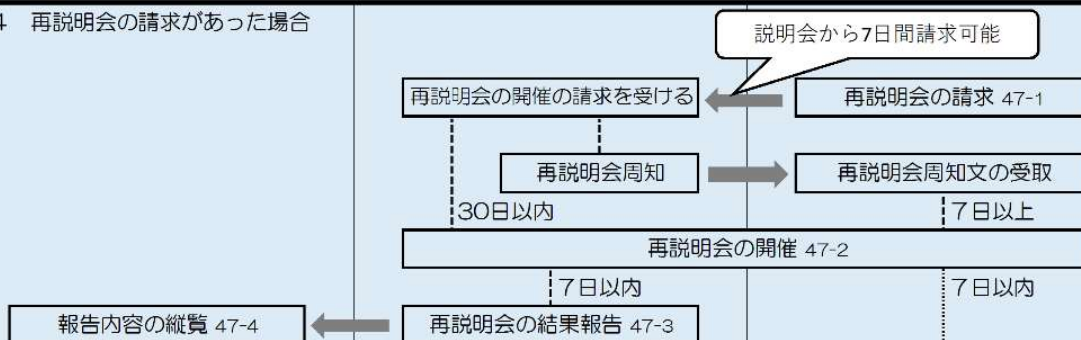 4 再説明会の請求があった場合
説明会から7日間請求可能
再説明会の開催の請求を受ける
再説明会の請求 47-1
再説明会周知
再説明会周知文の受取
30日以内
7日以上
再説明会の開催 47-2
7日以内
7日以内
報告内容の縦覧 47-4
再説明会の結果報告 47-3